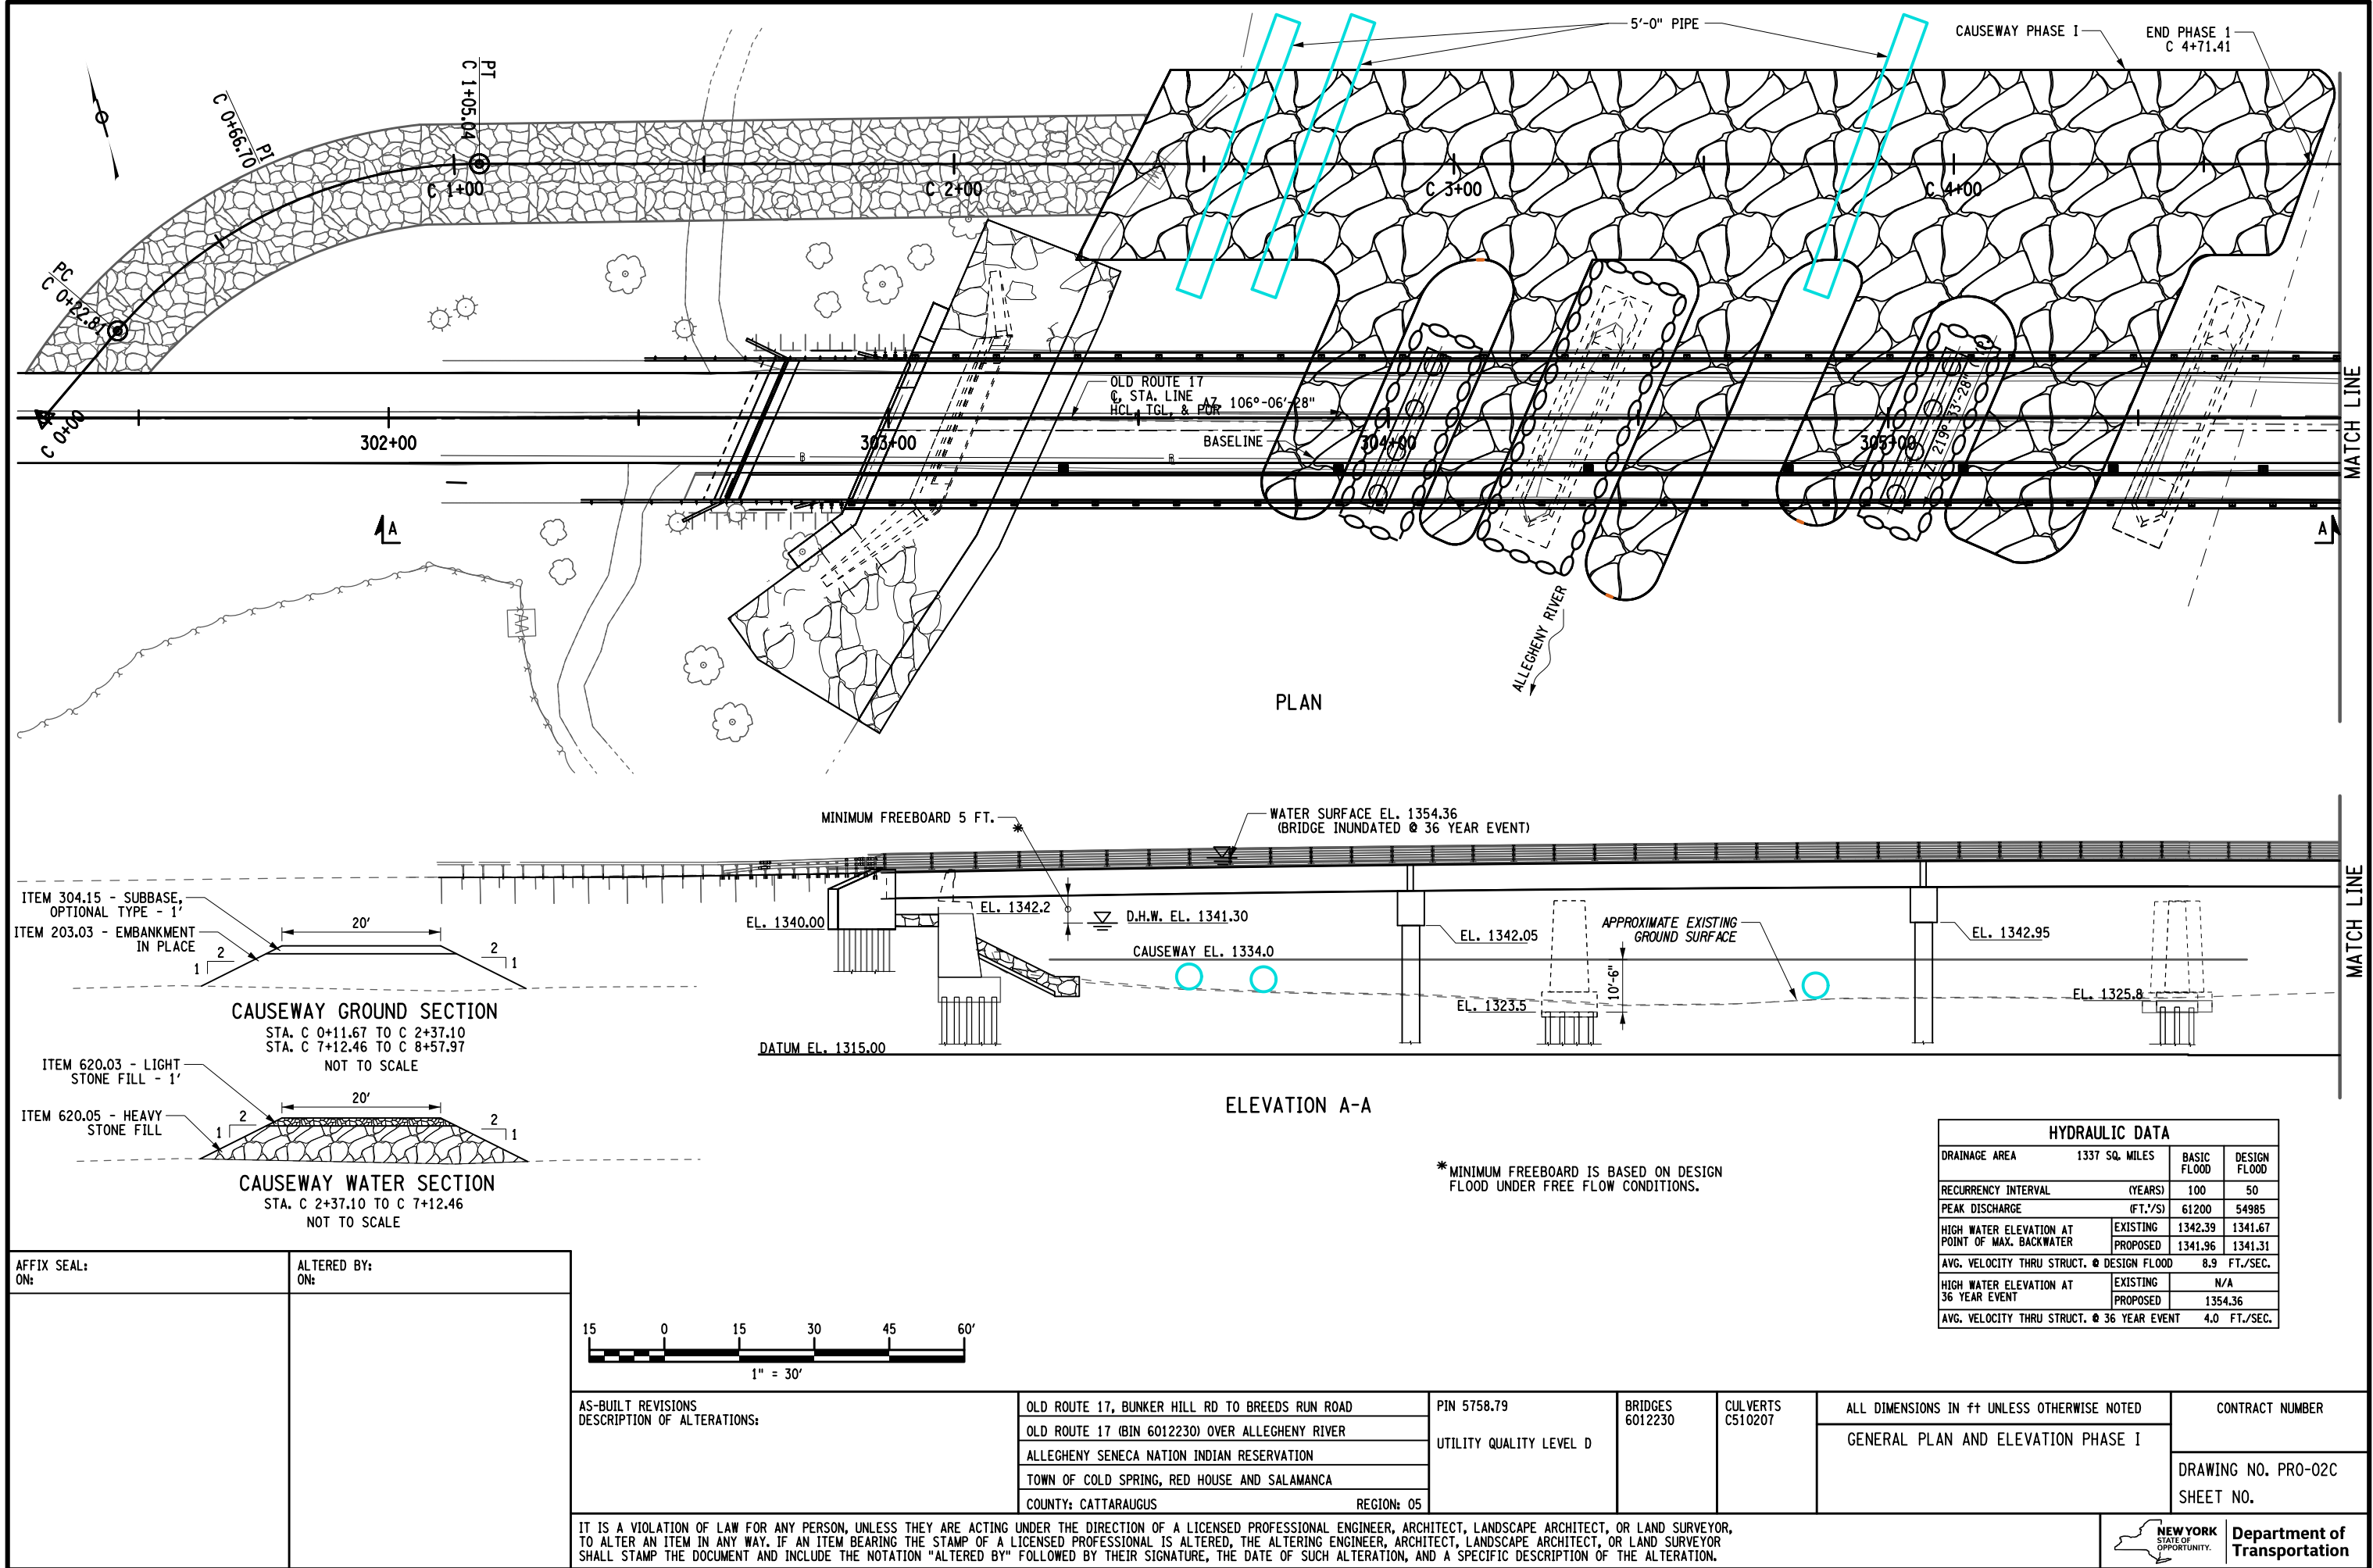 5'-0" PIPE
CAUSEWAY PHASE I
END PHASE 1
C 4+71.41
PT
C 1+05.04
PI
C 0+66.70
PC
C 0+22.81
C 0+00
C 1+00
C 2+00
C 3+00
C 4+00
OLD ROUTE 17
STA. LINE
HCL, TGL, & PGR
AZ 106°-06'-28"
BASELINE
302+00
303+00
304+00
305+00
219°-33'-28"
MATCH LINE
A
A
ALLEGHENY RIVER
PLAN
MINIMUM FREEBOARD 5 FT.
*
WATER SURFACE EL. 1354.36
(BRIDGE INUNDATED @ 36 YEAR EVENT)
ITEM 304.15 - SUBBASE,
OPTIONAL TYPE - 1'
ITEM 203.03 - EMBANKMENT
IN PLACE
20'
2
1
2
1
CAUSEWAY GROUND SECTION
STA. C 0+11.67 TO C 2+37.10
STA. C 7+12.46 TO C 8+57.97
NOT TO SCALE
EL. 1340.00
EL. 1342.2
D.H.W. EL. 1341.30
CAUSEWAY EL. 1334.0
EL. 1342.05
APPROXIMATE EXISTING
GROUND SURFACE
EL. 1342.95
10'-6"
EL. 1323.5
EL. 1325.8
DATUM EL. 1315.00
MATCH LINE
ELEVATION A-A
ITEM 620.03 - LIGHT
STONE FILL - 1'
ITEM 620.05 - HEAVY
STONE FILL
20'
2
1
2
1
CAUSEWAY WATER SECTION
STA. C 2+37.10 TO C 7+12.46
NOT TO SCALE
*MINIMUM FREEBOARD IS BASED ON DESIGN
FLOOD UNDER FREE FLOW CONDITIONS.
HYDRAULIC DATA
DRAINAGE AREA 1337 SQ. MILES BASIC FLOOD DESIGN FLOOD
RECURRENCY INTERVAL (YEARS) 100 50
PEAK DISCHARGE (FT.³/S) 61200 54985
HIGH WATER ELEVATION AT POINT OF MAX. BACKWATER EXISTING 1342.39 1341.67
PROPOSED 1341.96 1341.31
AVG. VELOCITY THRU STRUCT. @ DESIGN FLOOD 8.9 FT./SEC.
HIGH WATER ELEVATION AT 36 YEAR EVENT EXISTING N/A
PROPOSED 1354.36
AVG. VELOCITY THRU STRUCT. @ 36 YEAR EVENT 4.0 FT./SEC.
AFFIX SEAL:
ON:
ALTERED BY:
ON:
15 0 15 30 45 60'
1" = 30'
AS-BUILT REVISIONS
DESCRIPTION OF ALTERATIONS:
OLD ROUTE 17, BUNKER HILL RD TO BREEDS RUN ROAD
OLD ROUTE 17 (BIN 6012230) OVER ALLEGHENY RIVER
ALLEGHENY SENECA NATION INDIAN RESERVATION
TOWN OF COLD SPRING, RED HOUSE AND SALAMANCA
COUNTY: CATTARAUGUS REGION: 05
PIN 5758.79
UTILITY QUALITY LEVEL D
BRIDGES
6012230
CULVERTS
C510207
ALL DIMENSIONS IN ft UNLESS OTHERWISE NOTED
GENERAL PLAN AND ELEVATION PHASE I
CONTRACT NUMBER
DRAWING NO. PRO-02C
SHEET NO.
IT IS A VIOLATION OF LAW FOR ANY PERSON, UNLESS THEY ARE ACTING UNDER THE DIRECTION OF A LICENSED PROFESSIONAL ENGINEER, ARCHITECT, LANDSCAPE ARCHITECT, OR LAND SURVEYOR,
TO ALTER AN ITEM IN ANY WAY. IF AN ITEM BEARING THE STAMP OF A LICENSED PROFESSIONAL IS ALTERED, THE ALTERING ENGINEER, ARCHITECT, LANDSCAPE ARCHITECT, OR LAND SURVEYOR
SHALL STAMP THE DOCUMENT AND INCLUDE THE NOTATION "ALTERED BY" FOLLOWED BY THEIR SIGNATURE, THE DATE OF SUCH ALTERATION, AND A SPECIFIC DESCRIPTION OF THE ALTERATION.
NEW YORK
STATE OF
OPPORTUNITY.
Department of
Transportation